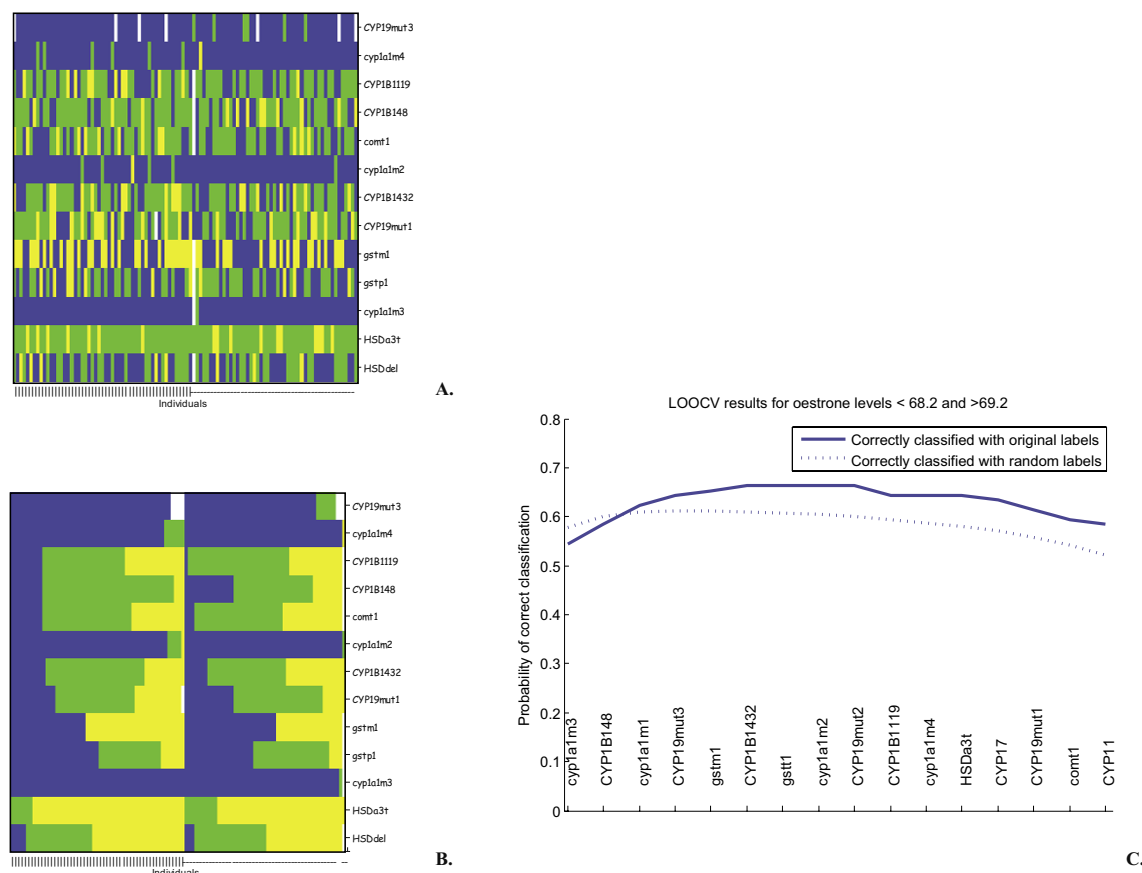 CYP19mut3
cyp1a1m4
CYP1B1119
CYP1B148
comt1
cyp1a1m2
CYP1B1432
CYP19mut1
gstm1
gstp1
cyp1a1m3
HSDa3t
HSDdel
Individuals
A.
CYP19mut3
cyp1a1m4
CYP1B1119
CYP1B148
comt1
cyp1a1m2
CYP1B1432
CYP19mut1
gstm1
gstp1
cyp1a1m3
HSDa3t
HSDdel
Individuals
B.
LOOCV results for oestrone levels < 68.2 and >69.2
Correctly classified with original labels
Correctly classified with random labels
Probability of correct classification
0.8
0.7
0.6
0.5
0.4
0.3
0.2
0.1
0
cyp1a1m3
CYP1B148
cyp1a1m1
CYP19mut3
gstm1
CYP1B1432
gstt1
cyp1a1m2
CYP19mut2
CYP1B1119
cyp1a1m4
HSDa3t
CYP17
CYP19mut1
comt1
CYP11
C.